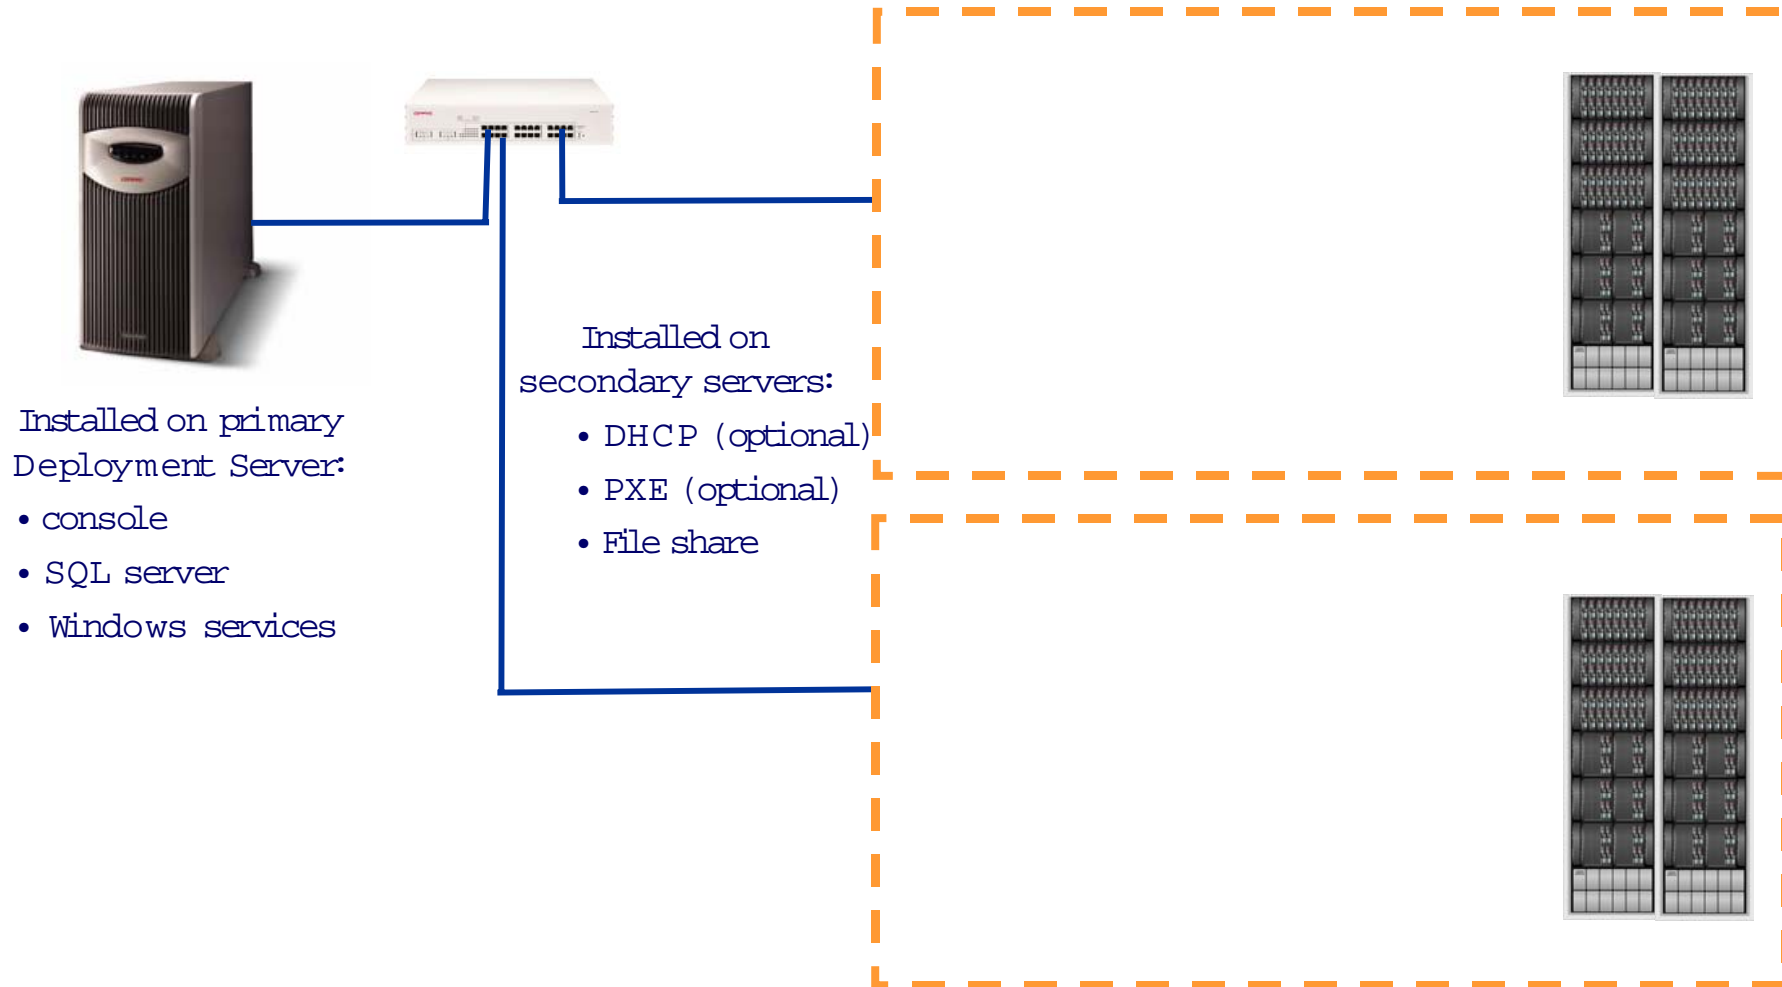 Installed on primary
Deployment Server:
• console
• SQL server
• Windows services
Installed on
secondary servers:
• DHCP (optional)
• PXE (optional)
• File share